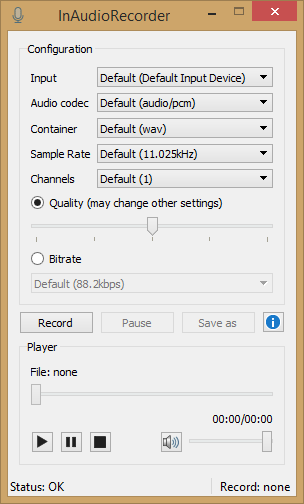 InAudioRecorder
Configuration
Input Default (Default Input Device)
Audio codec Default (audio/pcm)
Container Default (wav)
Sample Rate Default (11.025kHz)
Channels Default (1)
Quality (may change other settings)
Bitrate
Default (88.2kbps)
Record Pause Save as
Player
File: none
00:00/00:00
Status: OK Record: none